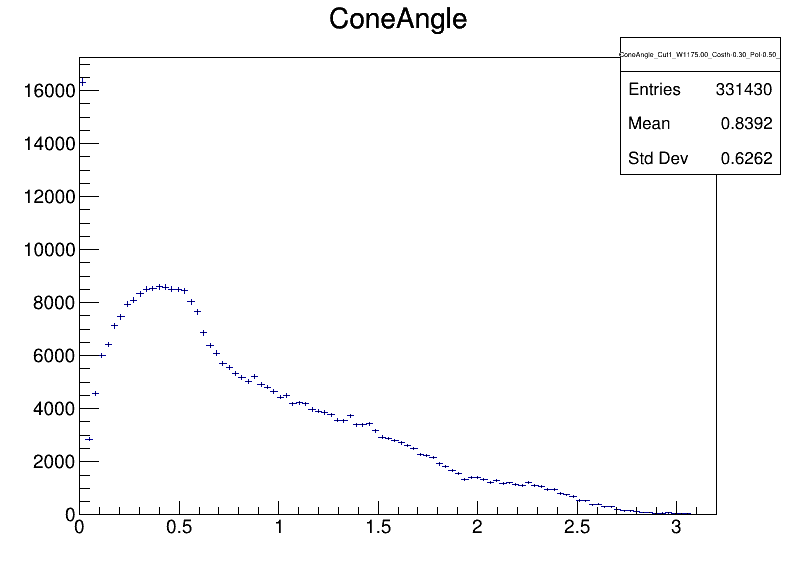 ConeAngle
ConeAngle_Cut1_W1175.00_Costh-0.30_Pol-0.50_
Entries 331430
Mean 0.8392
Std Dev 0.6262
16000
14000
12000
10000
8000
6000
4000
2000
0
0 0.5 1 1.5 2 2.5 3